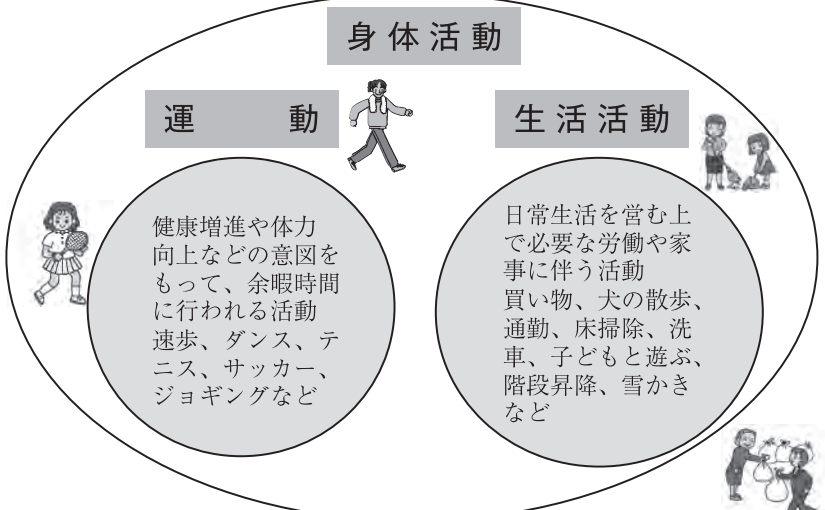 身体活動
運動
健康増進や体力
向上などの意図を
もって、余暇時間
に行われる活動
速歩、ダンス、テ
ニス、サッカー、
ジョギングなど
生活活動
日常生活を営む上
で必要な労働や家
事に伴う活動
買い物、犬の散歩、
通勤、床掃除、洗
車、子どもと遊ぶ、
階段昇降、雪かき
など